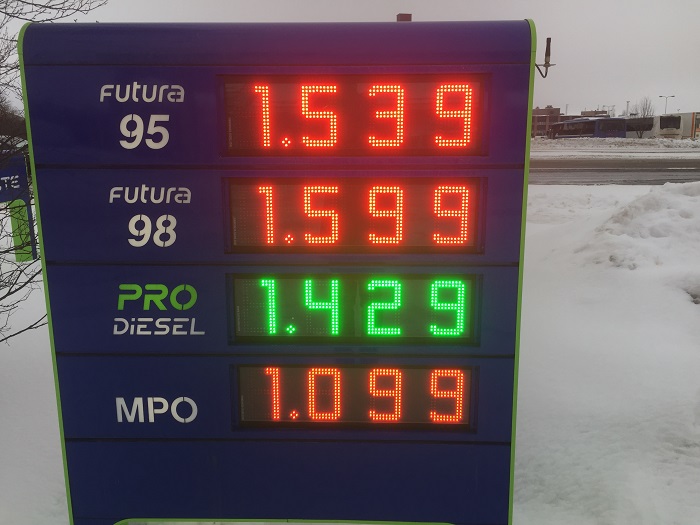 Futura
95
1.539
Futura
98
1.599
PRO
DiESEL
1.429
MPO
1.099